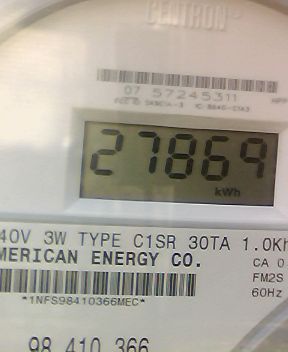 CENTRON®
07 57245311
27869
kWh
40V 3W TYPE C1SR 30TA 1.0Kh
MERICAN ENERGY CO.
CA 0
FM2S
60Hz
*1NFS98410366MEC*
98 410 366